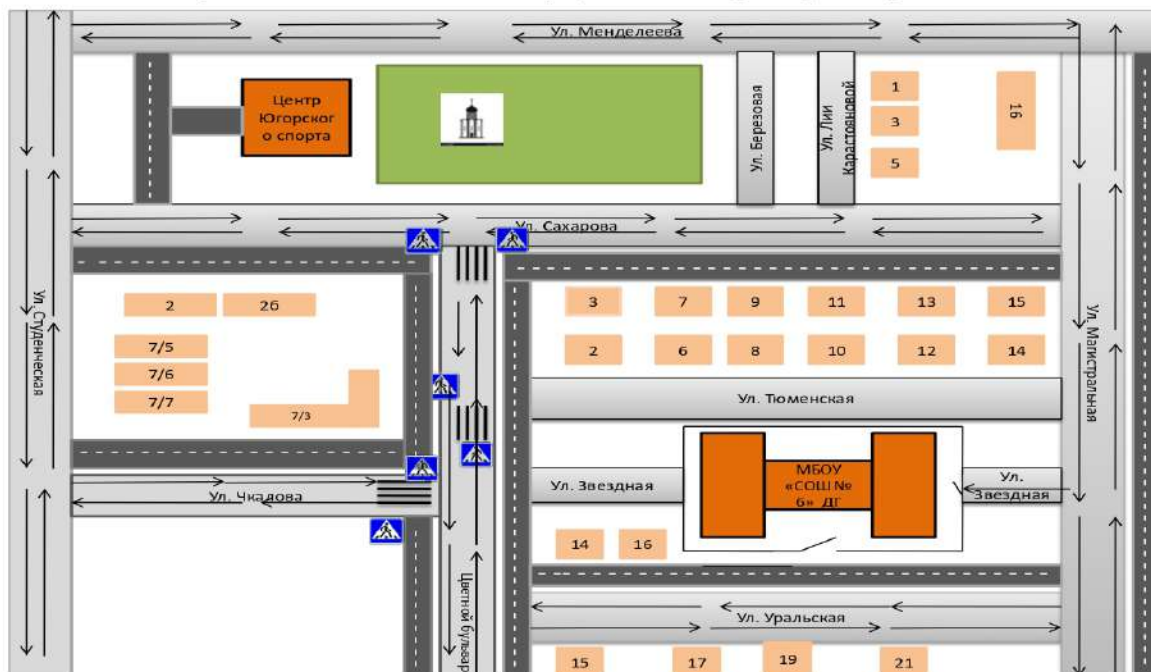 Ул. Менделеева
Центр
Югорског
о спорта
Ул. Березовая
Ул. Лии
Карастояновой
1
3
5
16
Ул. Сахарова
Ул. Студенческая
2
26
7/5
7/6
7/7
7/3
3
7
9
11
13
15
2
6
8
10
12
14
Ул. Магистральная
Ул. Тюменская
Ул. Чкалова
Ул. Звездная
МБОУ
«СОШ №
6» ДГ
Ул.
Звездная
14
16
Цветной бульвар
Ул. Уральская
15
17
19
21